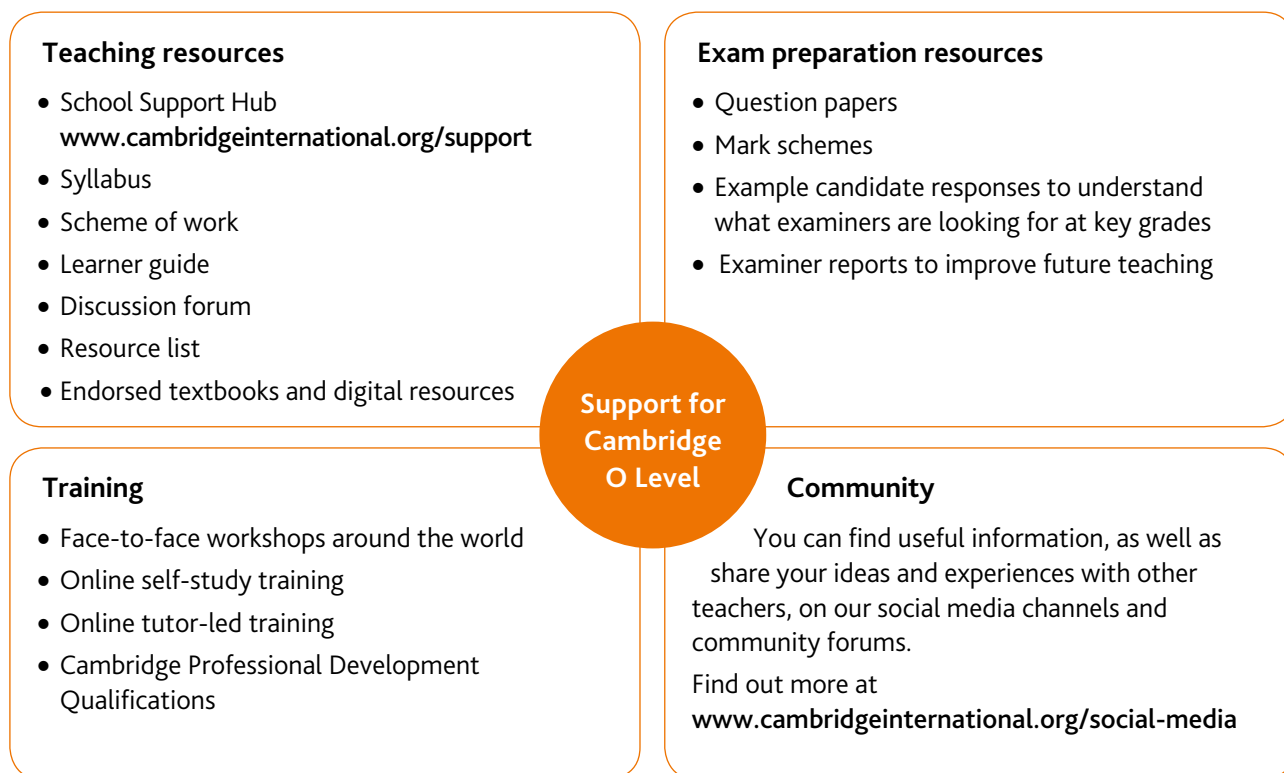 Teaching resources
• School Support Hub
www.cambridgeinternational.org/support
• Syllabus
• Scheme of work
• Learner guide
• Discussion forum
• Resource list
• Endorsed textbooks and digital resources
Exam preparation resources
• Question papers
• Mark schemes
• Example candidate responses to understand
what examiners are looking for at key grades
• Examiner reports to improve future teaching
Support for
Cambridge
O Level
Training
• Face-to-face workshops around the world
• Online self-study training
• Online tutor-led training
• Cambridge Professional Development
Qualifications
Community
You can find useful information, as well as
share your ideas and experiences with other
teachers, on our social media channels and
community forums.
Find out more at
www.cambridgeinternational.org/social-media